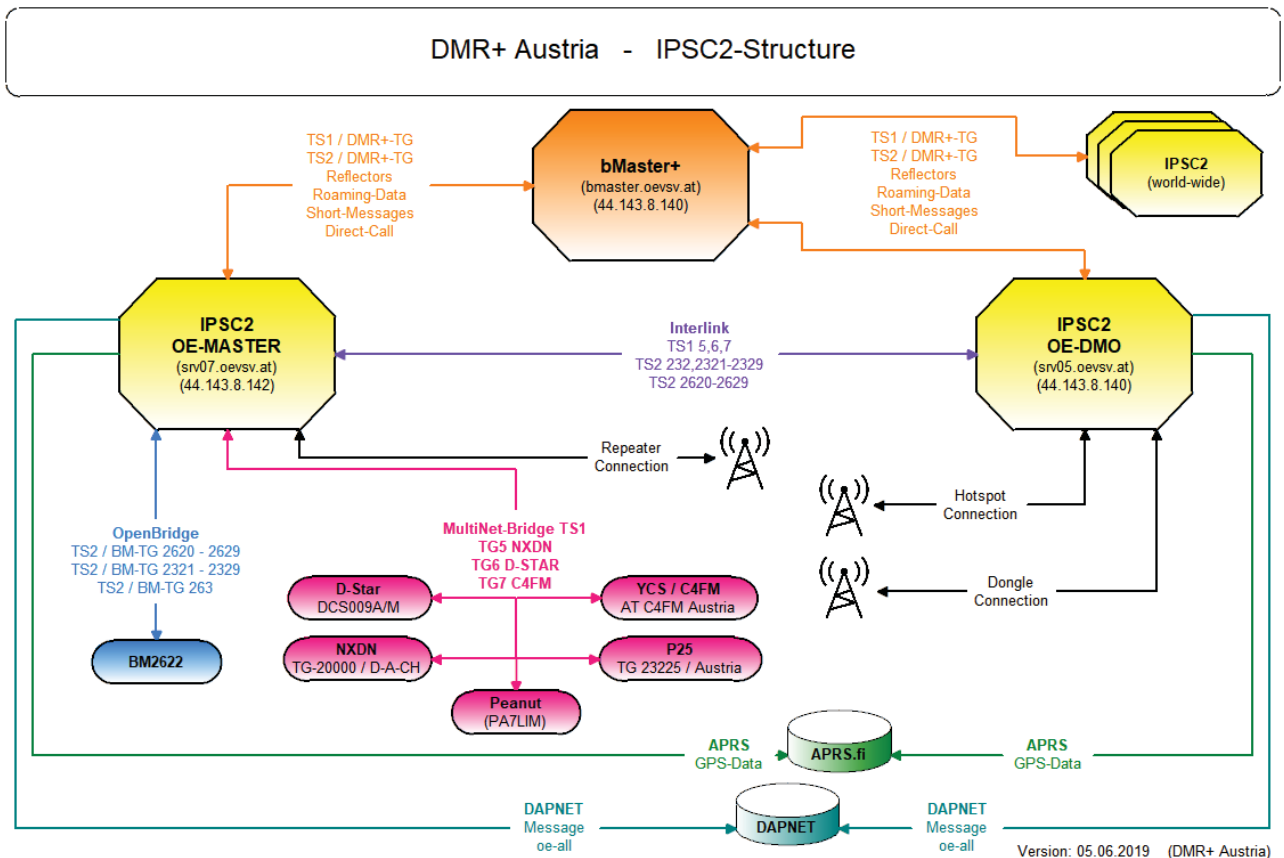 DMR+ Austria - IPSC2-Structure
TS1 / DMR+-TG
TS2 / DMR+-TG
Reflectors
Roaming-Data
Short-Messages
Direct-Call
bMaster+
(bmaster.oevsv.at)
(44.143.8.140)
TS1 / DMR+-TG
TS2 / DMR+-TG
Reflectors
Roaming-Data
Short-Messages
Direct-Call
IPSC2
(world-wide)
IPSC2
OE-MASTER
(srv07.oevsv.at)
(44.143.8.142)
Interlink
TS1 5,6,7
TS2 232,2321-2329
TS2 2620-2629
IPSC2
OE-DMO
(srv05.oevsv.at)
(44.143.8.140)
Repeater
Connection
Hotspot
Connection
Dongle
Connection
OpenBridge
TS2 / BM-TG 2620 - 2629
TS2 / BM-TG 2321 - 2329
TS2 / BM-TG 263
BM2622
MultiNet-Bridge TS1
TG5 NXDN
TG6 D-STAR
TG7 C4FM
D-Star
DCS009A/M
YCS / C4FM
AT C4FM Austria
NXDN
TG-20000 / D-A-CH
P25
TG 23225 / Austria
Peanut
(PA7LIM)
APRS
GPS-Data
APRS.fi
APRS
GPS-Data
DAPNET
Message
oe-all
DAPNET
DAPNET
Message
oe-all
Version: 05.06.2019 (DMR+ Austria)